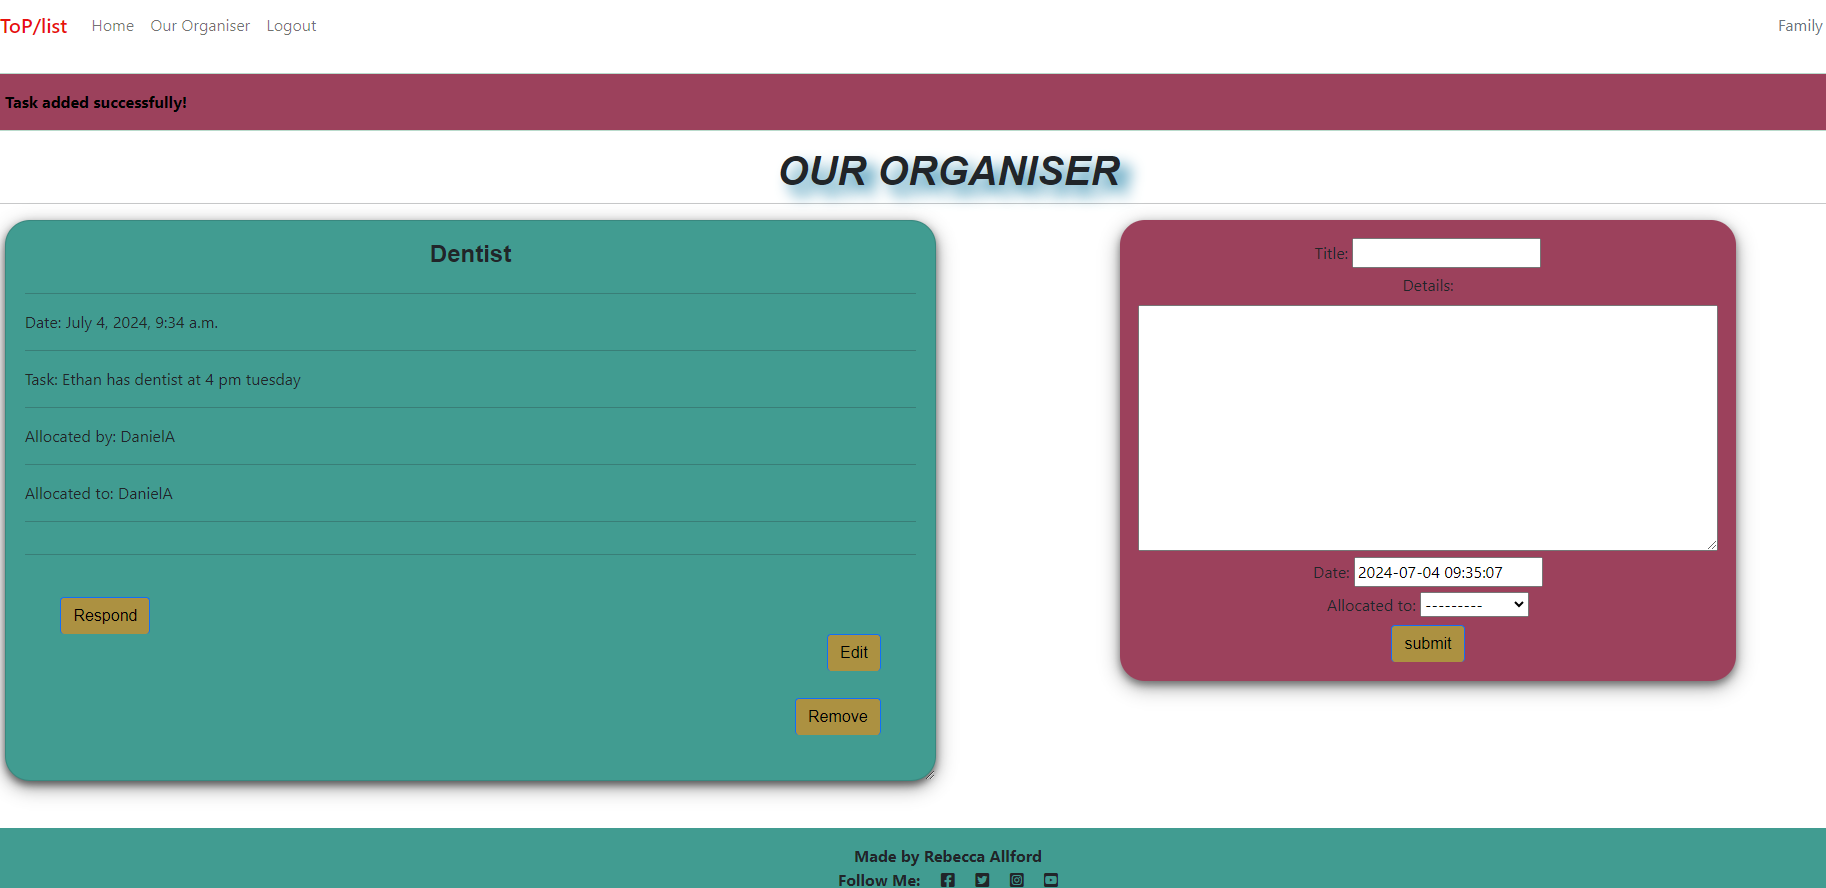 ToP/list Home Our Organiser Logout Family
Task added successfully!
OUR ORGANISER
Dentist
Date: July 4, 2024, 9:34 a.m.
Task: Ethan has dentist at 4 pm tuesday
Allocated by: DanielA
Allocated to: DanielA
Respond
Edit
Remove
Title:
Details:
Date: 2024-07-04 09:35:07
Allocated to: ---------
submit
Made by Rebecca Allford
Follow Me: